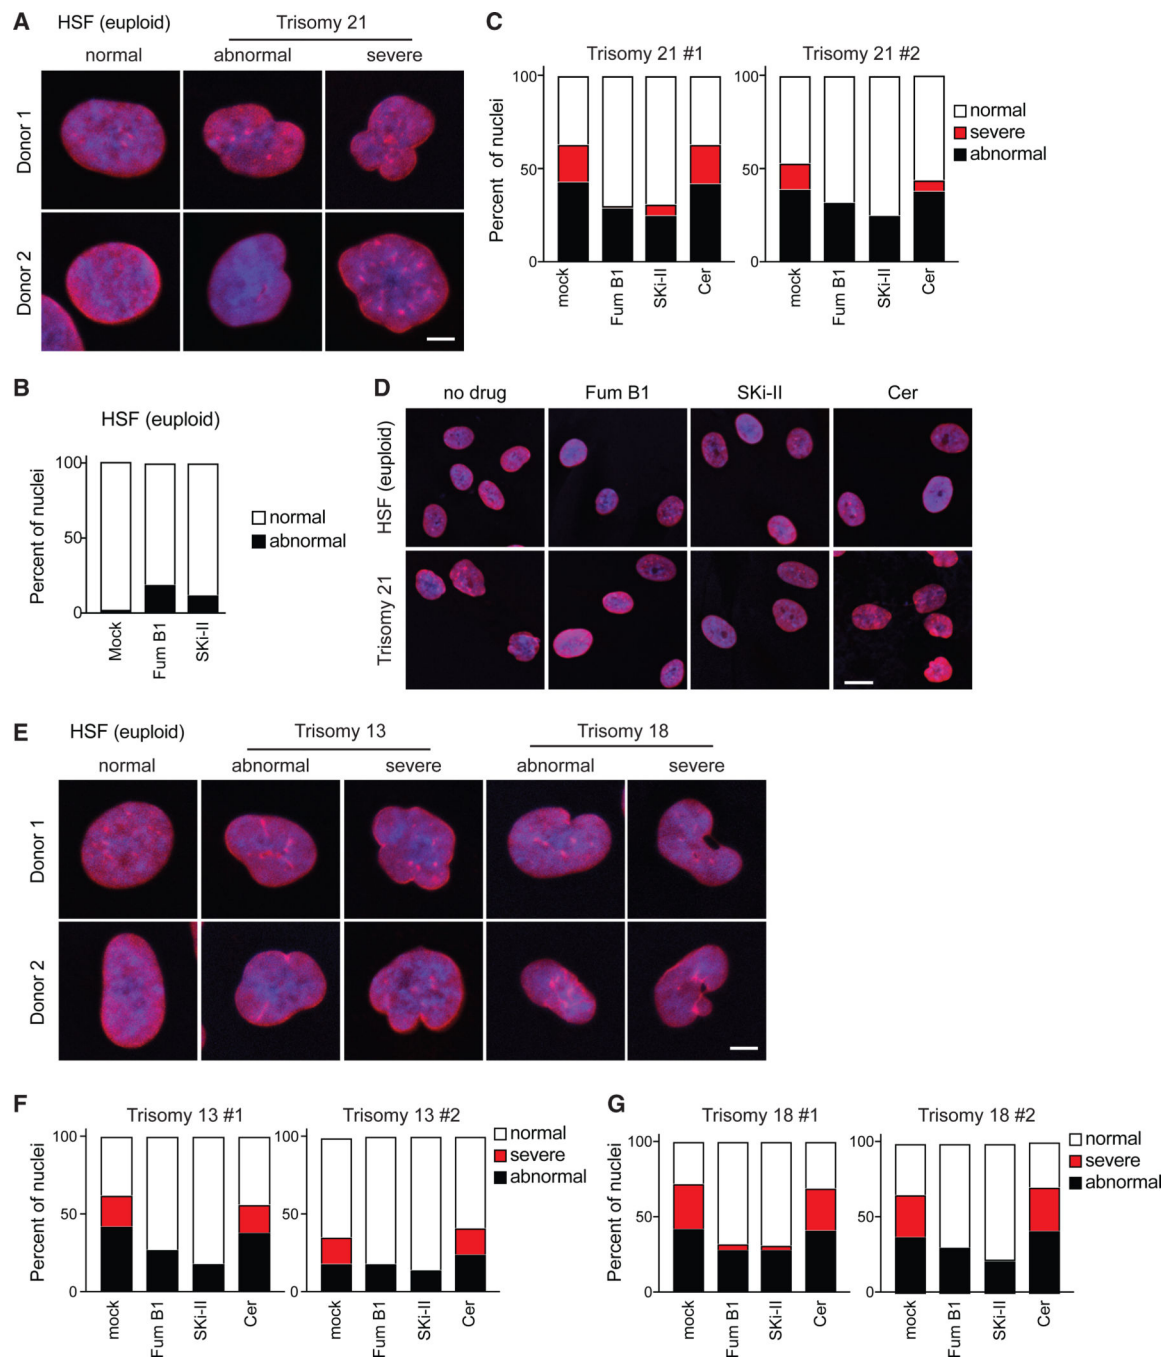 A
HSF (euploid)
Trisomy 21
normal
abnormal
severe
Donor 1
Donor 2
B
HSF (euploid)
Percent of nuclei
100
50
0
normal
abnormal
Mock
Fum B1
SKi-II
C
Trisomy 21 #1
Trisomy 21 #2
Percent of nuclei
100
50
0
100
50
0
normal
severe
abnormal
mock
Fum B1
SKi-II
Cer
mock
Fum B1
SKi-II
Cer
D
no drug
Fum B1
SKi-II
Cer
HSF (euploid)
Trisomy 21
E
HSF (euploid)
Trisomy 13
Trisomy 18
normal
abnormal
severe
abnormal
severe
Donor 1
Donor 2
F
Trisomy 13 #1
Trisomy 13 #2
Percent of nuclei
100
50
0
100
50
0
normal
severe
abnormal
mock
Fum B1
SKi-II
Cer
mock
Fum B1
SKi-II
Cer
G
Trisomy 18 #1
Trisomy 18 #2
Percent of nuclei
100
50
0
100
50
0
normal
severe
abnormal
mock
Fum B1
SKi-II
Cer
mock
Fum B1
SKi-II
Cer